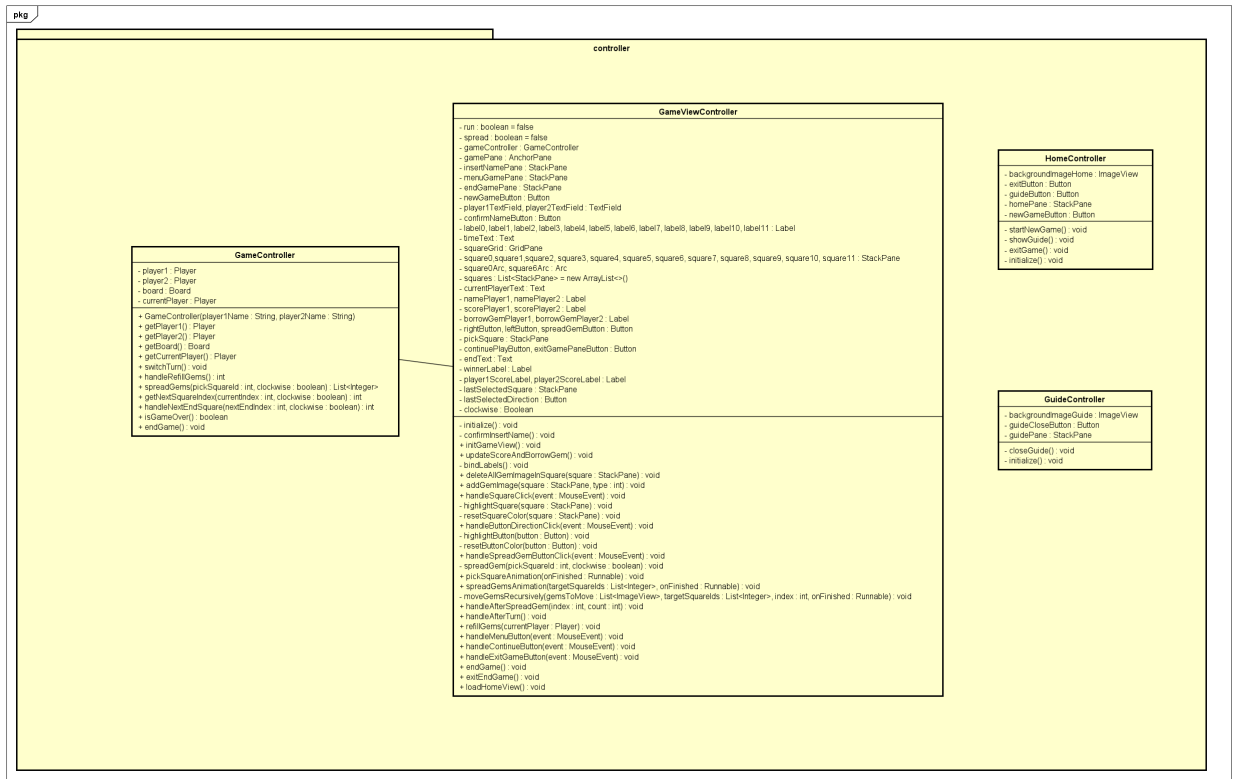 pkg
controller
GameController
- player1 : Player
- player2 : Player
- board : Board
- currentPlayer : Player
+ GameController(player1Name : String, player2Name : String)
+ getPlayer1() : Player
+ getPlayer2() : Player
+ getBoard() : Board
+ getCurrentPlayer() : Player
+ switchTurn() : void
+ handleRefillGems() : int
+ spreadGems(pickSquareId : int, clockwise : boolean) : List<Integer>
+ getNextSquareIndex(currentIndex : int, clockwise : boolean) : int
+ handleNextEndSquare(nextEndIndex : int, clockwise : boolean) : int
+ isGameOver() : boolean
+ endGame() : void
GameViewController
- run : boolean = false
- spread : boolean = false
- gameController : GameController
- gamePane : AnchorPane
- insertNamePane : StackPane
- menuGamePane : StackPane
- endGamePane : StackPane
- newGameButton : Button
- player1TextField, player2TextField : TextField
- confirmNameButton : Button
- label0, label1, label2, label3, label4, label5, label6, label7, label8, label9, label10, label11 : Label
- timeText : Text
- squareGrid : GridPane
- square0,square1,square2, square3, square4, square5, square6, square7, square8, square9, square10, square11 : StackPane
- square0Arc, square6Arc : Arc
- squares : List<StackPane> = new ArrayList<>()
- currentPlayerText : Text
- namePlayer1, namePlayer2 : Label
- scorePlayer1, scorePlayer2 : Label
- borrowGemPlayer1, borrowGemPlayer2 : Label
- rightButton, leftButton, spreadGemButton : Button
- pickSquare : StackPane
- continuePlayButton, exitGamePaneButton : Button
- endText : Text
- winnerLabel : Label
- player1ScoreLabel, player2ScoreLabel : Label
- lastSelectedSquare : StackPane
- lastSelectedDirection : Button
- clockwise : Boolean
- initialize() : void
- confirmInsertName() : void
+ initGameView() : void
+ updateScoreAndBorrowGem() : void
- bindLabels() : void
+ deleteAllGemImageInSquare(square : StackPane) : void
+ addGemImage(square : StackPane, type : int) : void
+ handleSquareClick(event : MouseEvent) : void
- highlightSquare(square : StackPane) : void
- resetSquareColor(square : StackPane) : void
+ handleButtonDirectionClick(event : MouseEvent) : void
- highlightButton(button : Button) : void
- resetButtonColor(button : Button) : void
+ handleSpreadGemButtonClick(event : MouseEvent) : void
- spreadGem(pickSquareId : int, clockwise : boolean) : void
+ pickSquareAnimation(onFinished : Runnable) : void
+ spreadGemsAnimation(targetSquareIds : List<Integer>, onFinished : Runnable) : void
- moveGemsRecursively(gemsToMove : List<ImageView>, targetSquareIds : List<Integer>, index : int, onFinished : Runnable) : void
+ handleAfterSpreadGem(index : int, count : int) : void
+ handleAfterTurn() : void
+ refillGems(currentPlayer : Player) : void
+ handleMenuButton(event : MouseEvent) : void
+ handleContinueButton(event : MouseEvent) : void
+ handleExitGameButton(event : MouseEvent) : void
+ endGame() : void
+ exitEndGame() : void
+ loadHomeView() : void
HomeController
- backgroundImageHome : ImageView
- exitButton : Button
- guideButton : Button
- homePane : StackPane
- newGameButton : Button
- startNewGame() : void
- showGuide() : void
- exitGame() : void
- initialize() : void
GuideController
- backgroundImageGuide : ImageView
- guideCloseButton : Button
- guidePane : StackPane
- closeGuide() : void
- initialize() : void